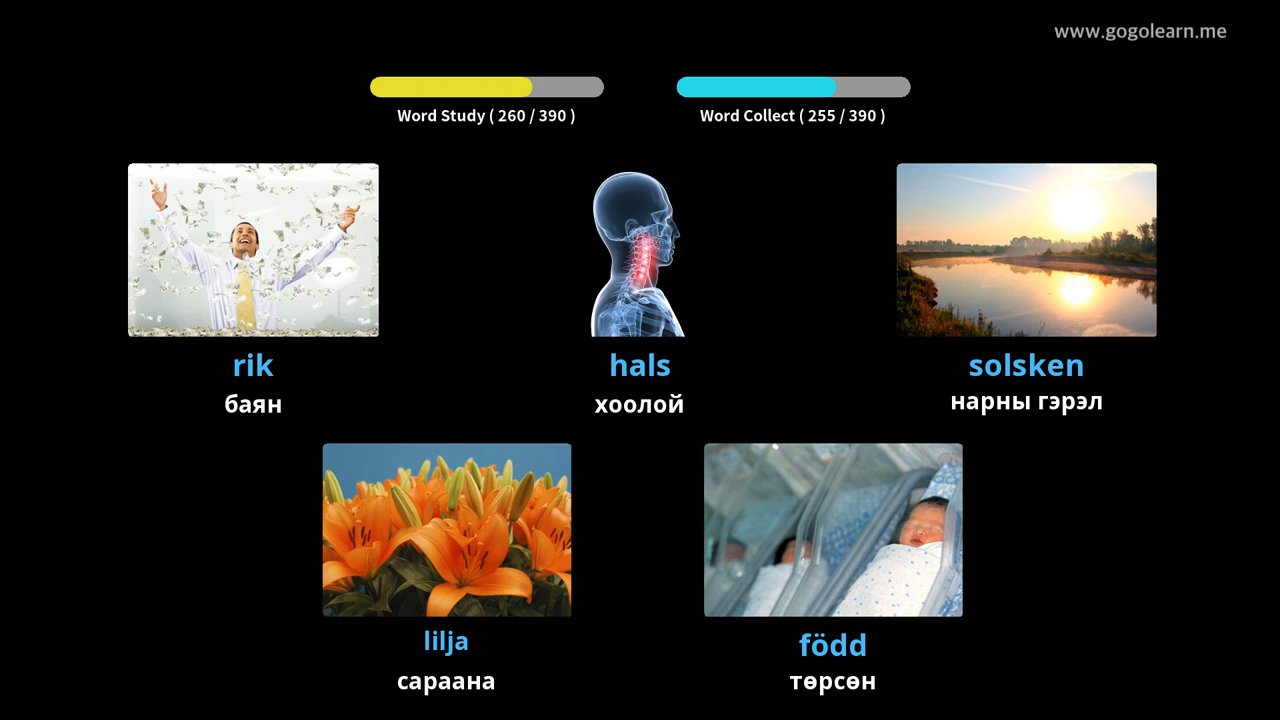 www.gogolearn.me
Word Study ( 260 / 390 )
Word Collect ( 255 / 390 )
rik
баян
hals
хоолой
solsken
нарны гэрэл
lilja
сараана
född
төрсөн